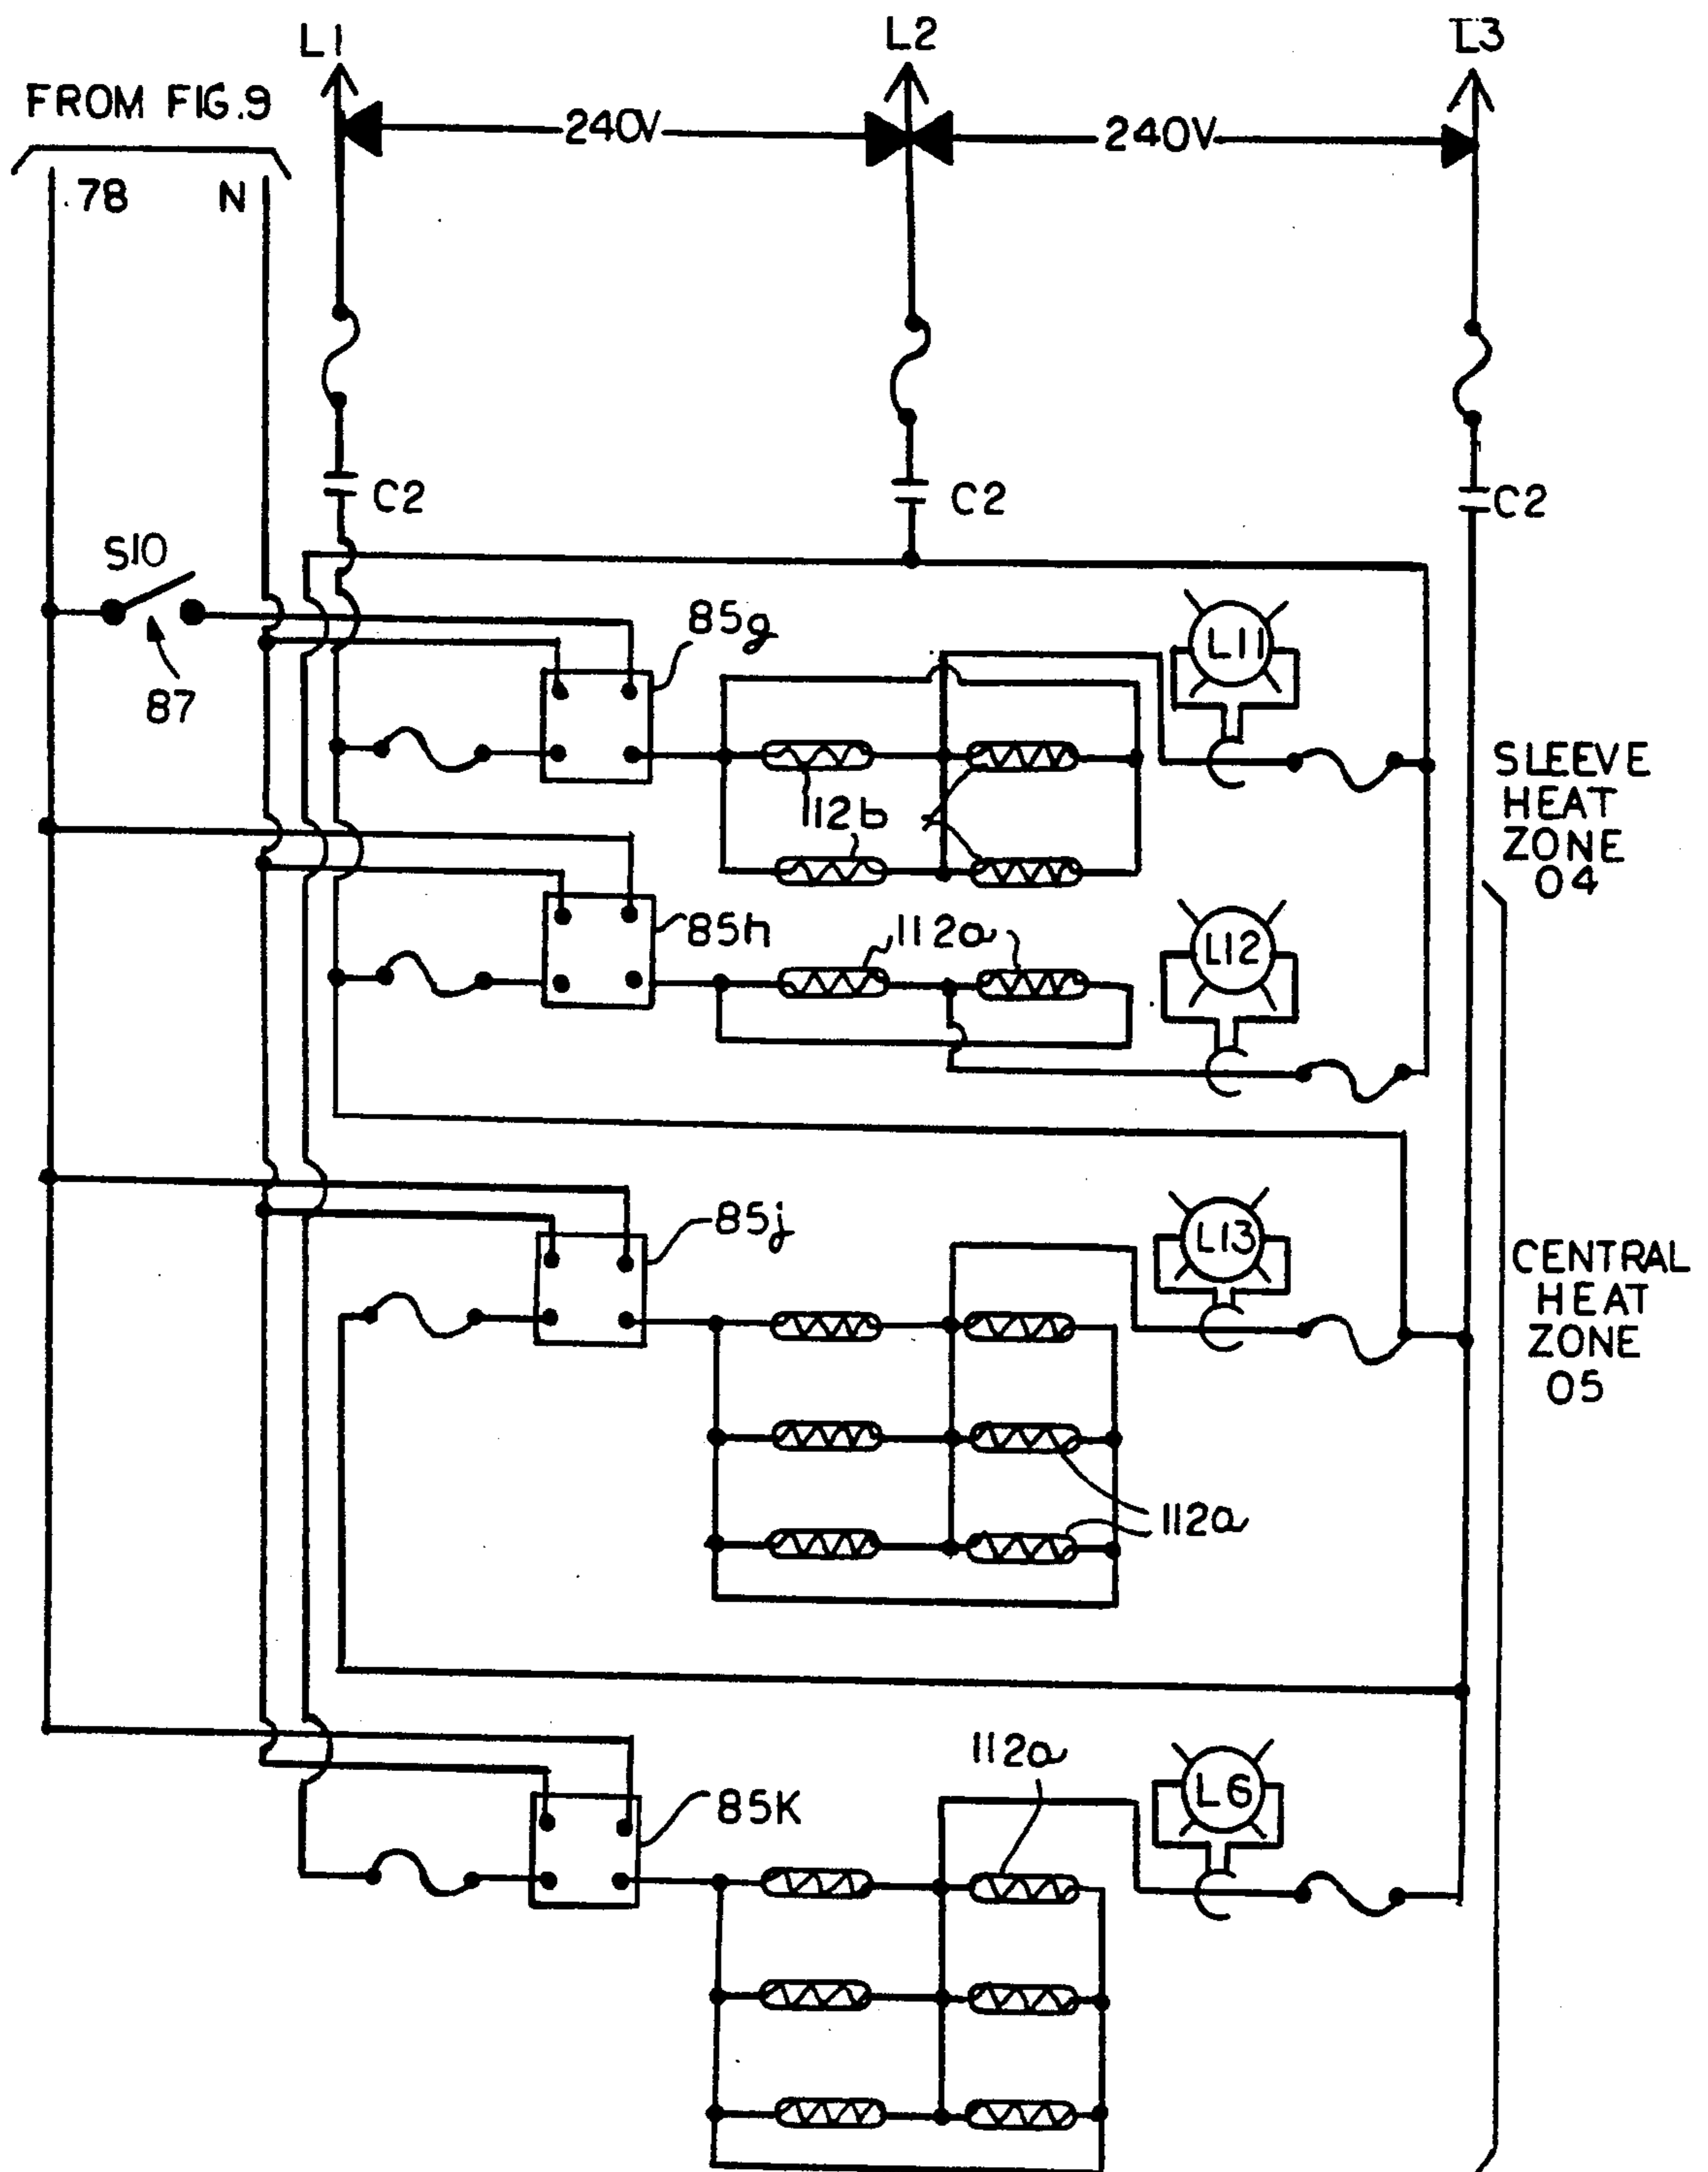 L1
L2
L3
FROM FIG.9
240V
240V
78
N
C2
C2
C2
S10
87
85g
L11
SLEEVE
HEAT
ZONE
04
112b
85h
112a
L12
85j
L13
CENTRAL
HEAT
ZONE
05
112a
112a
85K
L6